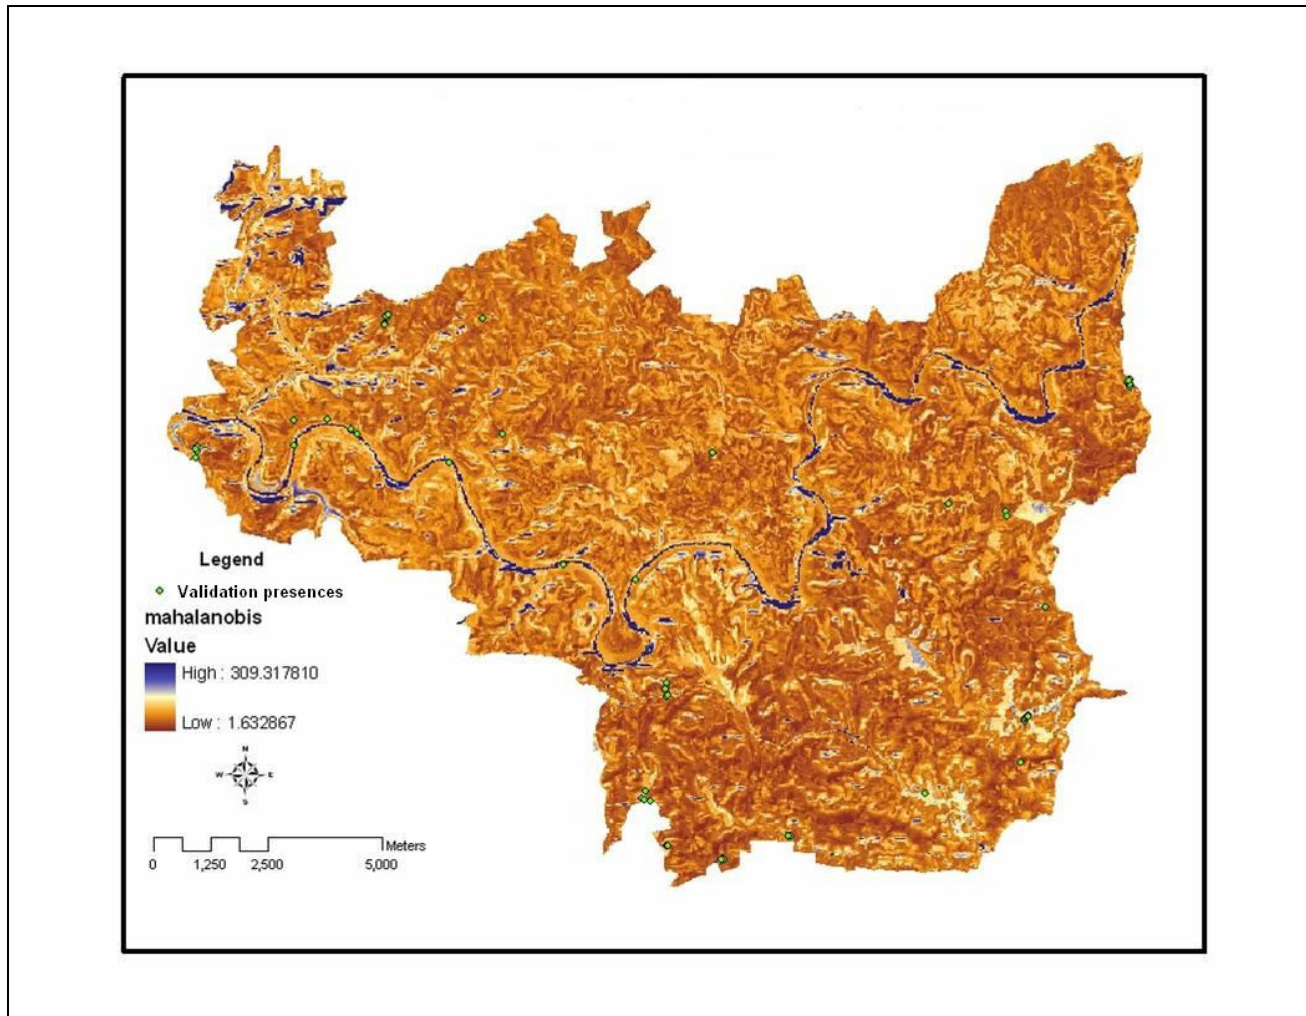 Legend
Validation presences
mahalanobis
Value
High : 309.317810
Low : 1.632867
N
W E
S
Meters
0 1,250 2,500 5,000